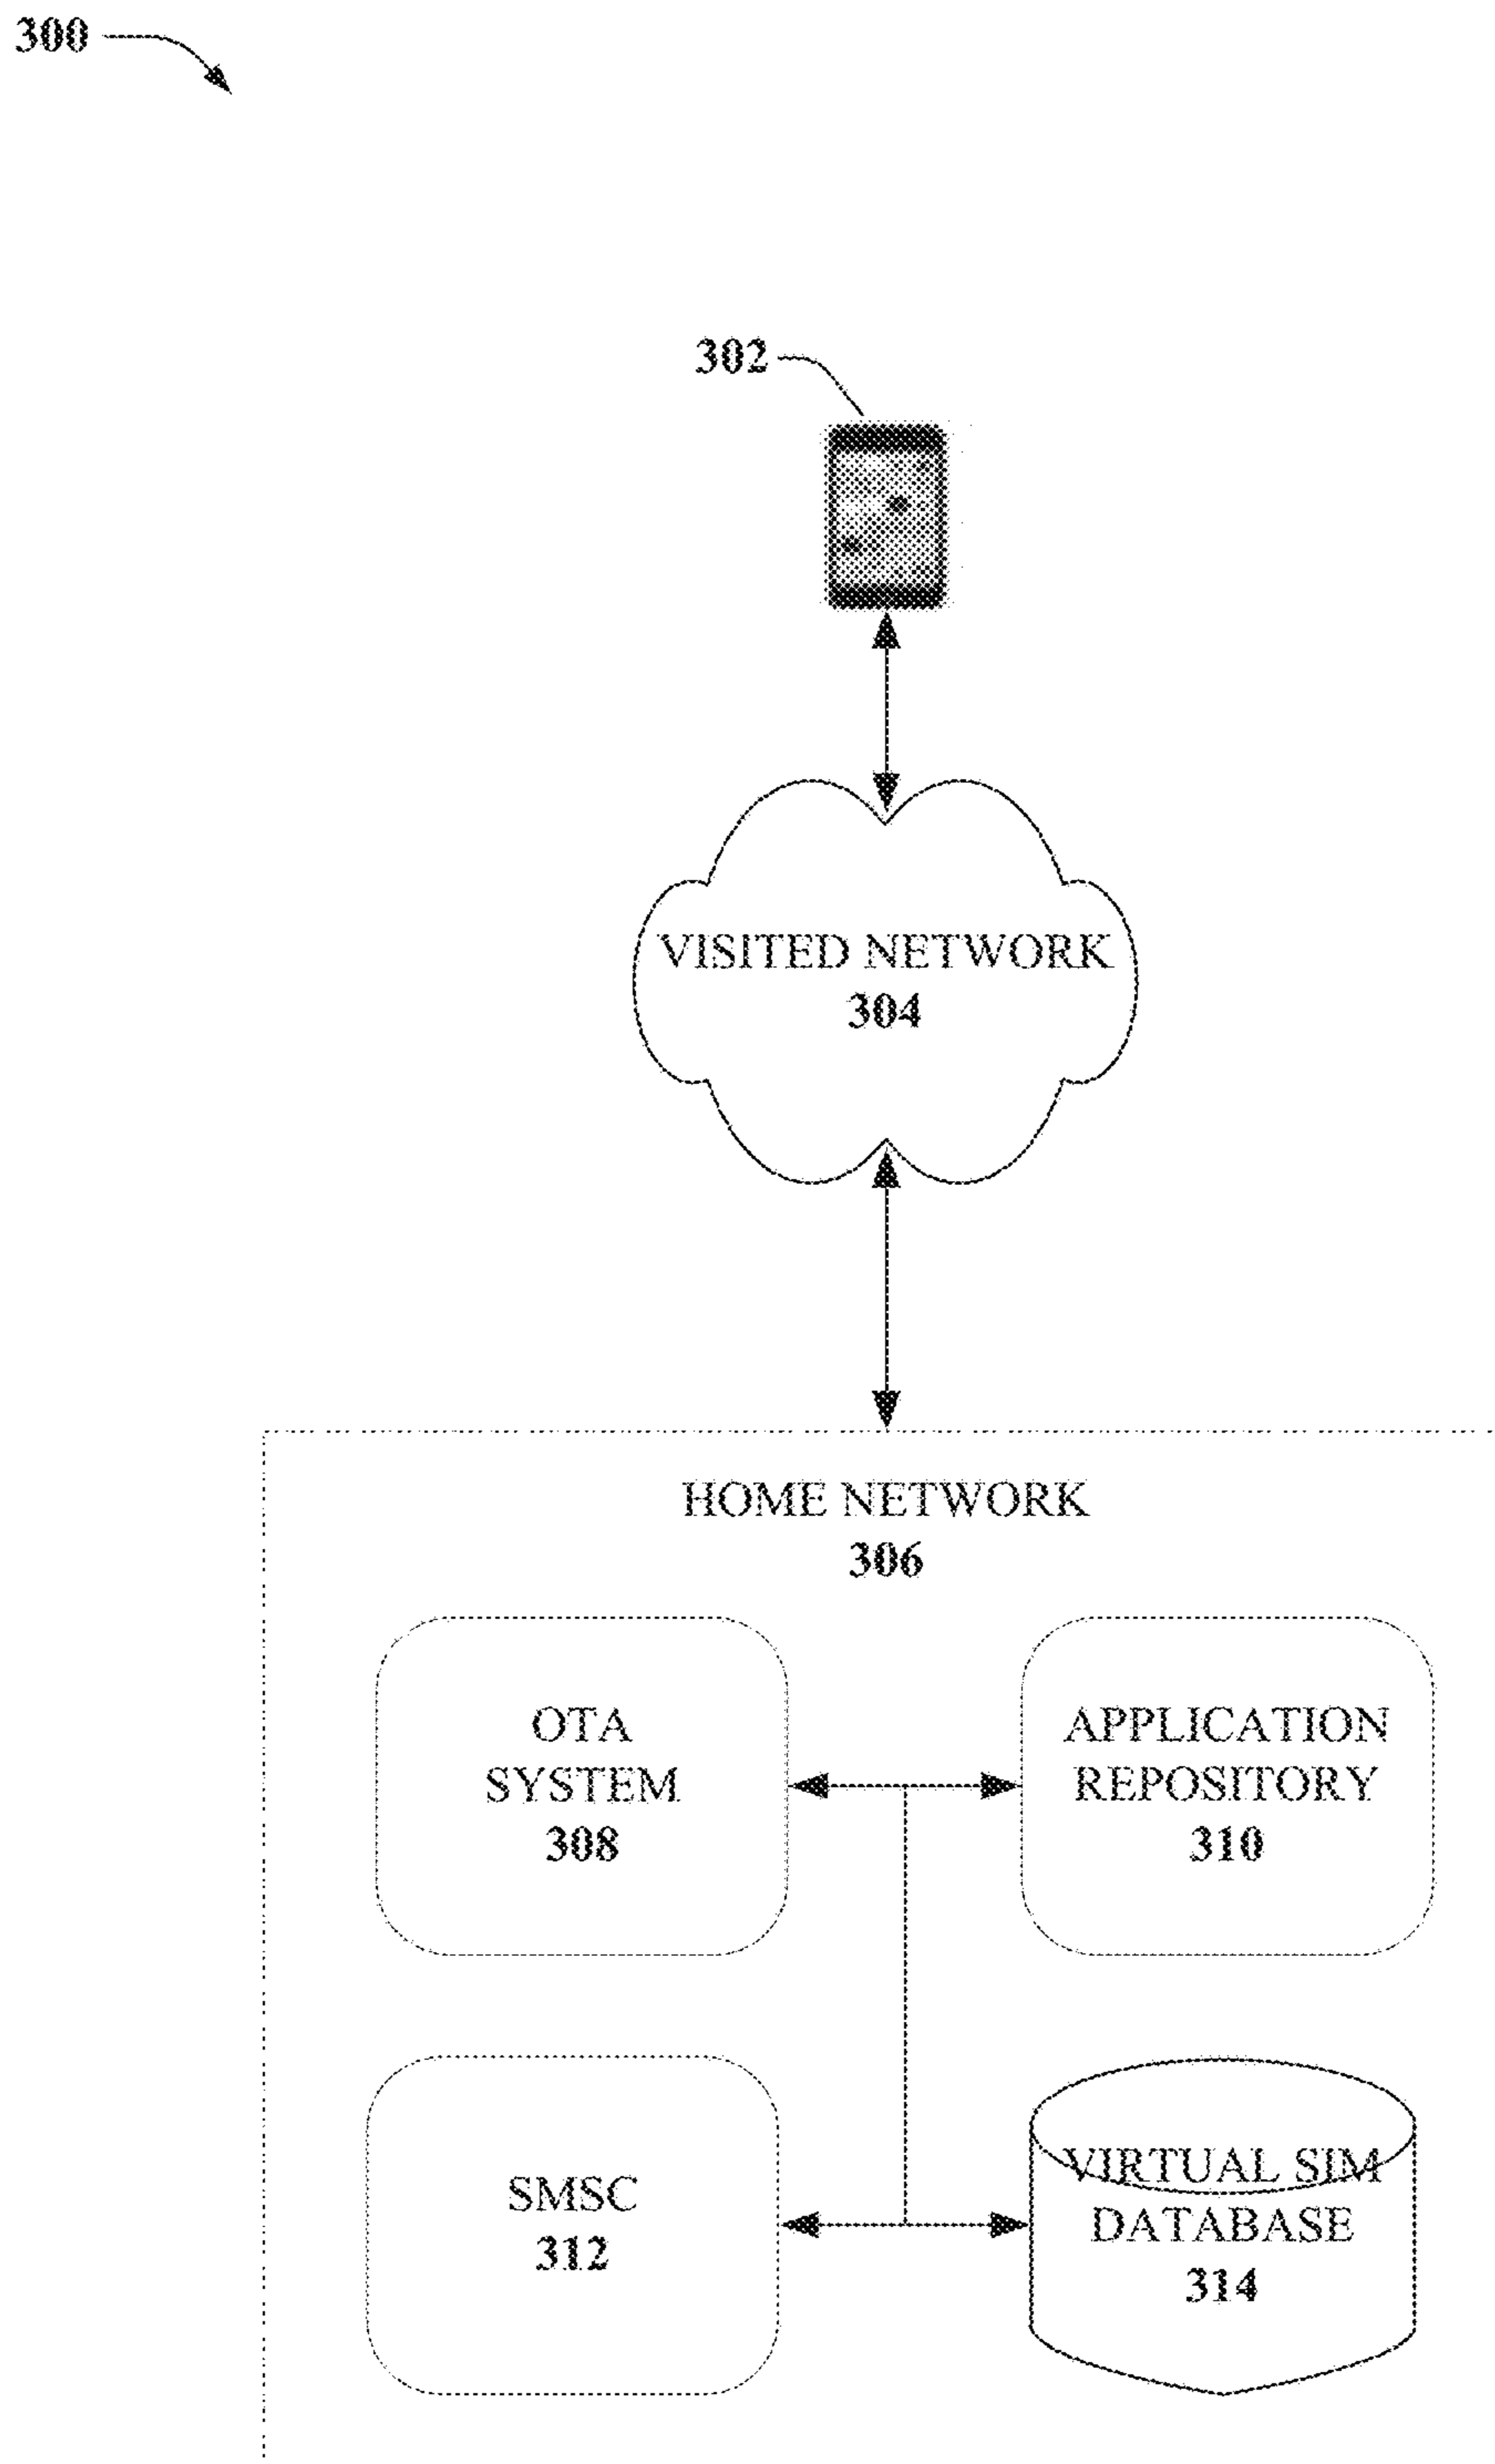 300
302
VISITED NETWORK
304
HOME NETWORK
306
OTA
SYSTEM
308
APPLICATION
REPOSITORY
310
SMSC
312
VIRTUAL SIM
DATABASE
314